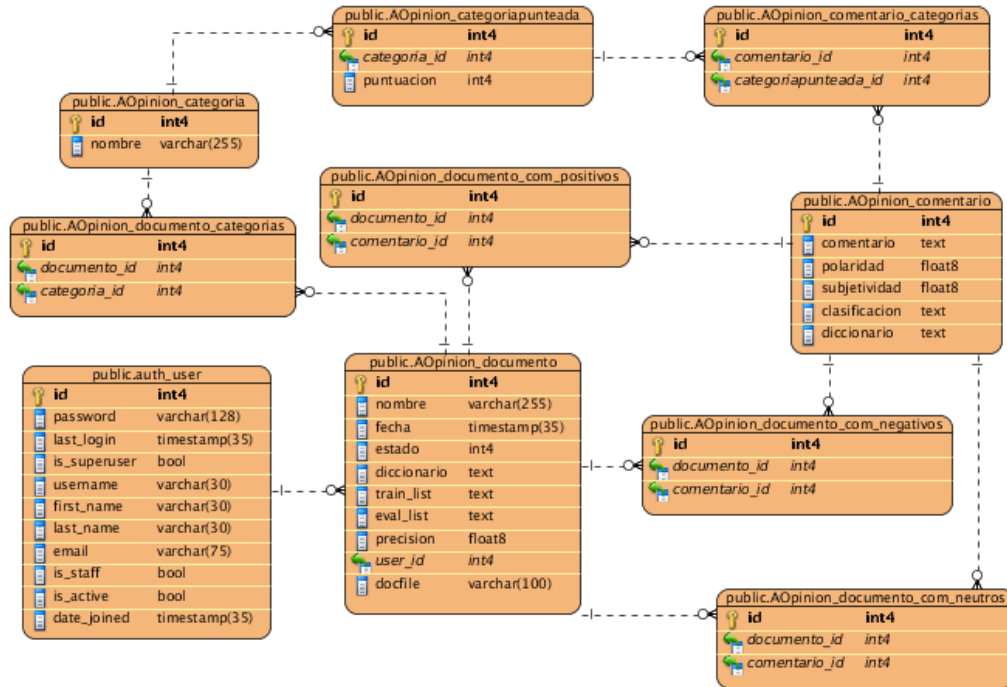 public.AOpinion_categoriapunteada
id int4
categoria_id int4
puntuacion int4
public.AOpinion_comentario_categorias
id int4
comentario_id int4
categoriapunteada_id int4
public.AOpinion_categoria
id int4
nombre varchar(255)
public.AOpinion_documento_com_positivos
id int4
documento_id int4
comentario_id int4
public.AOpinion_comentario
id int4
comentario text
polaridad float8
subjetividad float8
clasificacion text
diccionario text
public.AOpinion_documento_categorias
id int4
documento_id int4
categoria_id int4
public.auth_user
id int4
password varchar(128)
last_login timestamp(35)
is_superuser bool
username varchar(30)
first_name varchar(30)
last_name varchar(30)
email varchar(75)
is_staff bool
is_active bool
date_joined timestamp(35)
public.AOpinion_documento
id int4
nombre varchar(255)
fecha timestamp(35)
estado int4
diccionario text
train_list text
eval_list text
precision float8
user_id int4
docfile varchar(100)
public.AOpinion_documento_com_negativos
id int4
documento_id int4
comentario_id int4
public.AOpinion_documento_com_neutros
id int4
documento_id int4
comentario_id int4